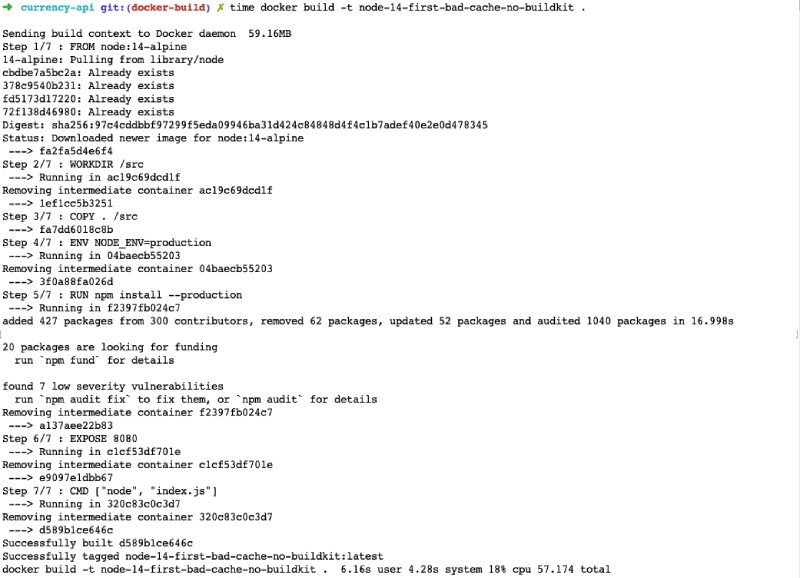 ➜ currency-api git:(docker-build) ✗ time docker build -t node-14-first-bad-cache-no-buildkit .
Sending build context to Docker daemon 59.16MB
Step 1/7 : FROM node:14-alpine
14-alpine: Pulling from library/node
cbdbe7a5bc2a: Already exists
378c9540b231: Already exists
fd5173d17220: Already exists
72f138d46980: Already exists
Digest: sha256:97c4cddbbf97299f5eda09946ba31d424c84848d4f4c1b7adef40e2e0d478345
Status: Downloaded newer image for node:14-alpine
---> fa2fa5d4e6f4
Step 2/7 : WORKDIR /src
---> Running in ac19c69dcd1f
Removing intermediate container ac19c69dcd1f
---> 1ef1cc5b3251
Step 3/7 : COPY . /src
---> fa7dd6018c8b
Step 4/7 : ENV NODE_ENV=production
---> Running in 04baecb55203
Removing intermediate container 04baecb55203
---> 3f0a88fa026d
Step 5/7 : RUN npm install --production
---> Running in f2397fb024c7
added 427 packages from 300 contributors, removed 62 packages, updated 52 packages and audited 1040 packages in 16.998s
20 packages are looking for funding
run `npm fund` for details
found 7 low severity vulnerabilities
run `npm audit fix` to fix them, or `npm audit` for details
Removing intermediate container f2397fb024c7
---> a137aee22b83
Step 6/7 : EXPOSE 8080
---> Running in c1cf53df701e
Removing intermediate container c1cf53df701e
---> e9097e1dbb67
Step 7/7 : CMD ["node", "index.js"]
---> Running in 320c83c0c3d7
Removing intermediate container 320c83c0c3d7
---> d589b1ce646c
Successfully built d589b1ce646c
Successfully tagged node-14-first-bad-cache-no-buildkit:latest
docker build -t node-14-first-bad-cache-no-buildkit . 6.16s user 4.28s system 18% cpu 57.174 total